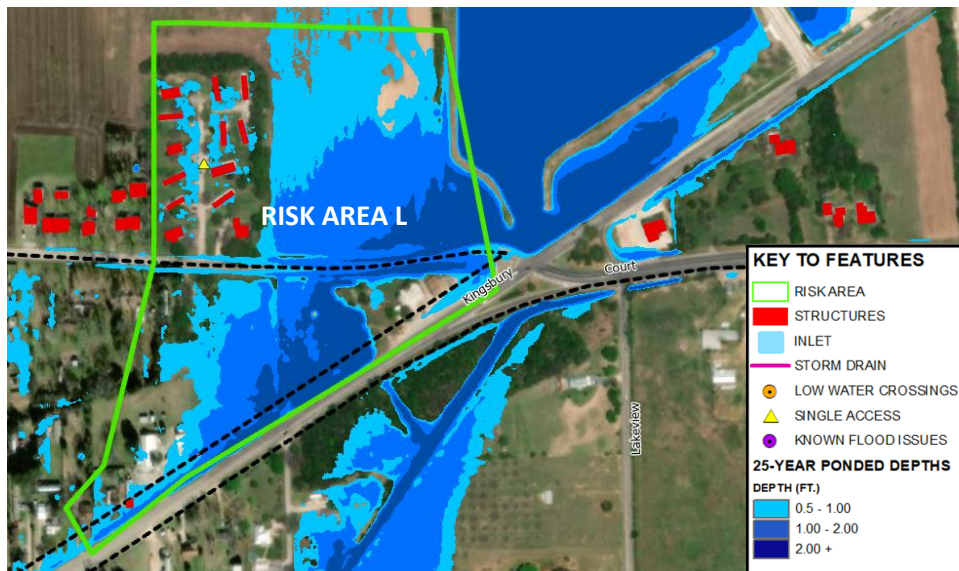 RISK AREA L
Kingsbury
Court
Lakeview
KEY TO FEATURES
RISK AREA
STRUCTURES
INLET
STORM DRAIN
LOW WATER CROSSINGS
SINGLE ACCESS
KNOWN FLOOD ISSUES
25-YEAR PONDED DEPTHS
DEPTH (FT.)
0.5 - 1.00
1.00 - 2.00
2.00 +